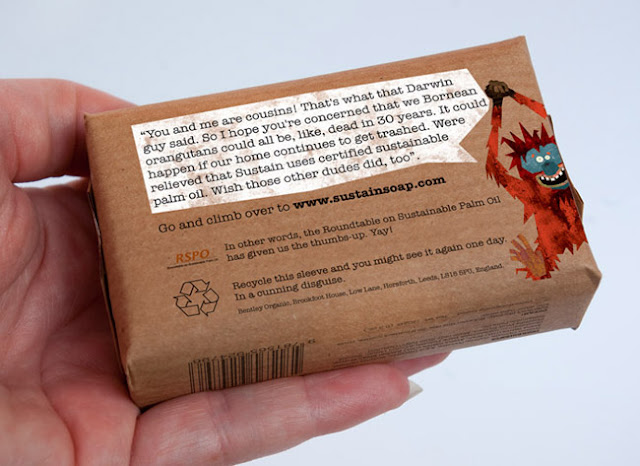 “You and me are cousins! That's what that Darwin
guy said. So I hope you're concerned that we Bornean
orangutans could all be, like, dead in 30 years. It could
happen if our home continues to get trashed. Were
relieved that Sustain uses certified sustainable
palm oil. Wish those other dudes did, too”.
Go and climb over to www.sustainsoap.com
RSPO
In other words, the Roundtable on Sustainable Palm Oil
has given us the thumbs-up. Yay!
Recycle this sleeve and you might see it again one day.
In a cunning disguise.
Bentley Organic, Brookfoot House, Low Lane, Horsforth, Leeds, LS18 5PU, England.